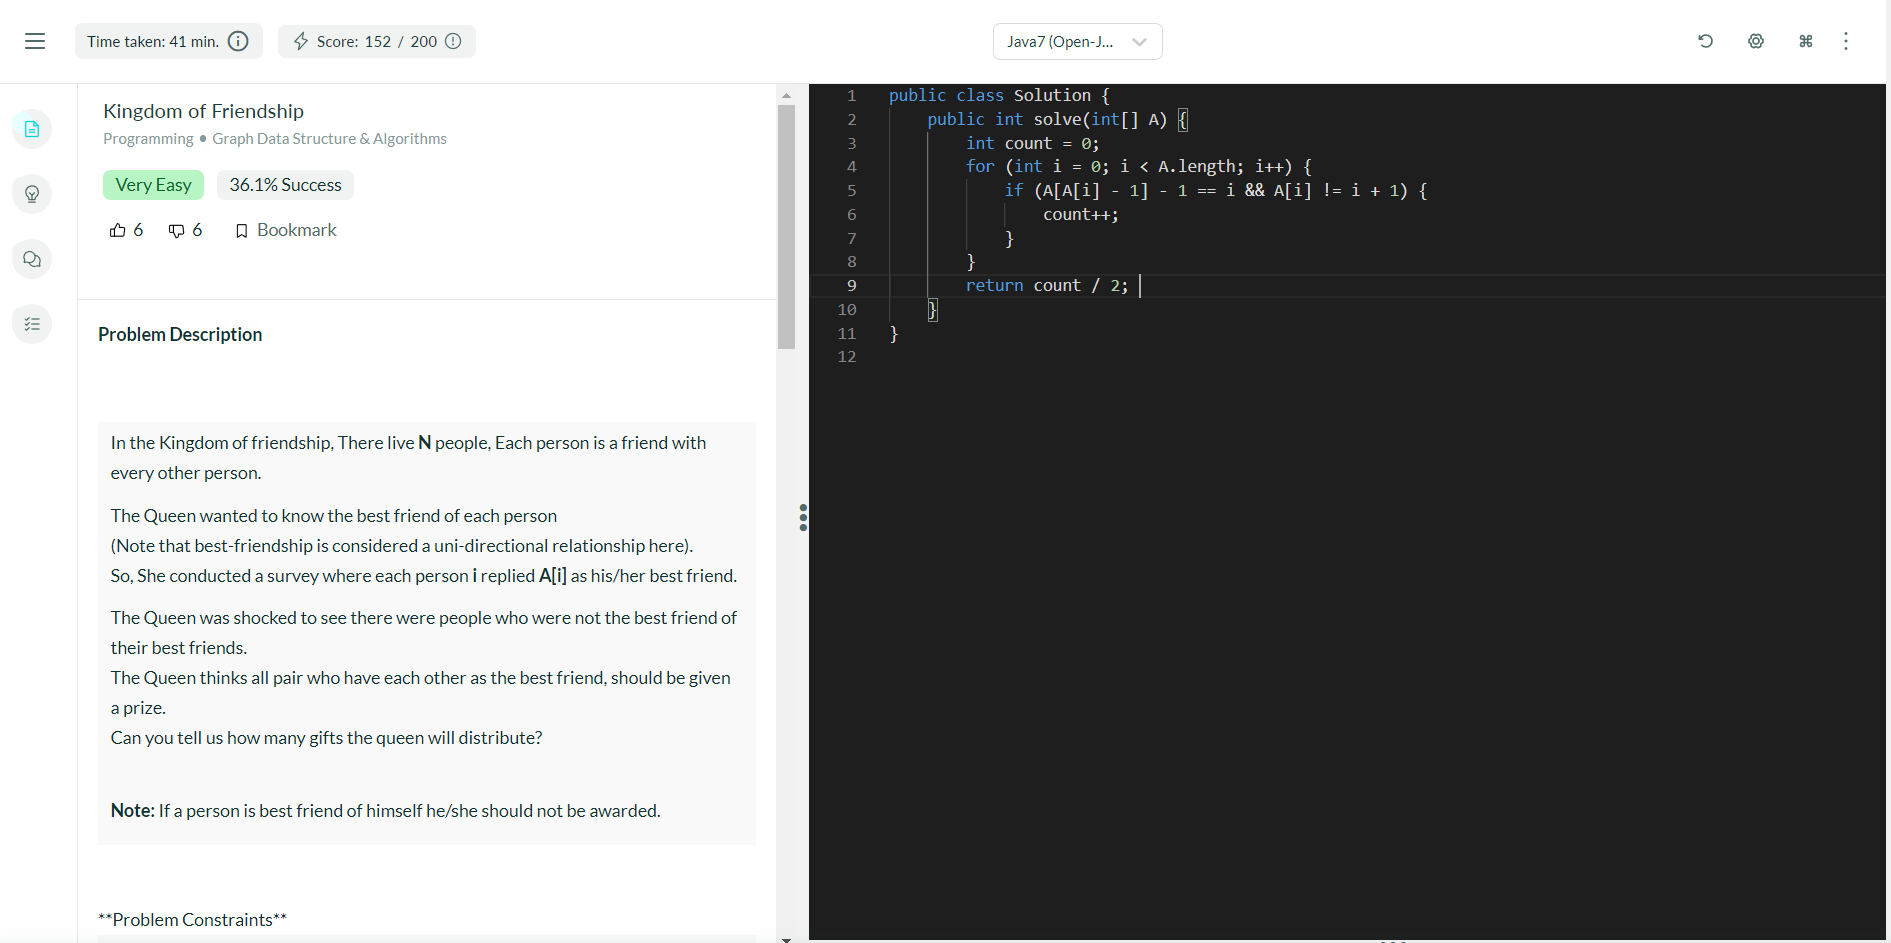 Time taken: 41 min.
Score: 152 / 200
Java7 (Open-J...
Kingdom of Friendship
Programming • Graph Data Structure & Algorithms
Very Easy
36.1% Success
6
6
Bookmark
Problem Description
In the Kingdom of friendship, There live N people, Each person is a friend with
every other person.
The Queen wanted to know the best friend of each person
(Note that best-friendship is considered a uni-directional relationship here).
So, She conducted a survey where each person i replied A[i] as his/her best friend.
The Queen was shocked to see there were people who were not the best friend of
their best friends.
The Queen thinks all pair who have each other as the best friend, should be given
a prize.
Can you tell us how many gifts the queen will distribute?
Note: If a person is best friend of himself he/she should not be awarded.
**Problem Constraints**
1 public class Solution {
2 public int solve(int[] A) {
3 int count = 0;
4 for (int i = 0; i < A.length; i++) {
5 if (A[A[i] - 1] - 1 == i && A[i] != i + 1) {
6 count++;
7 }
8 }
9 return count / 2;
10 }
11 }
12